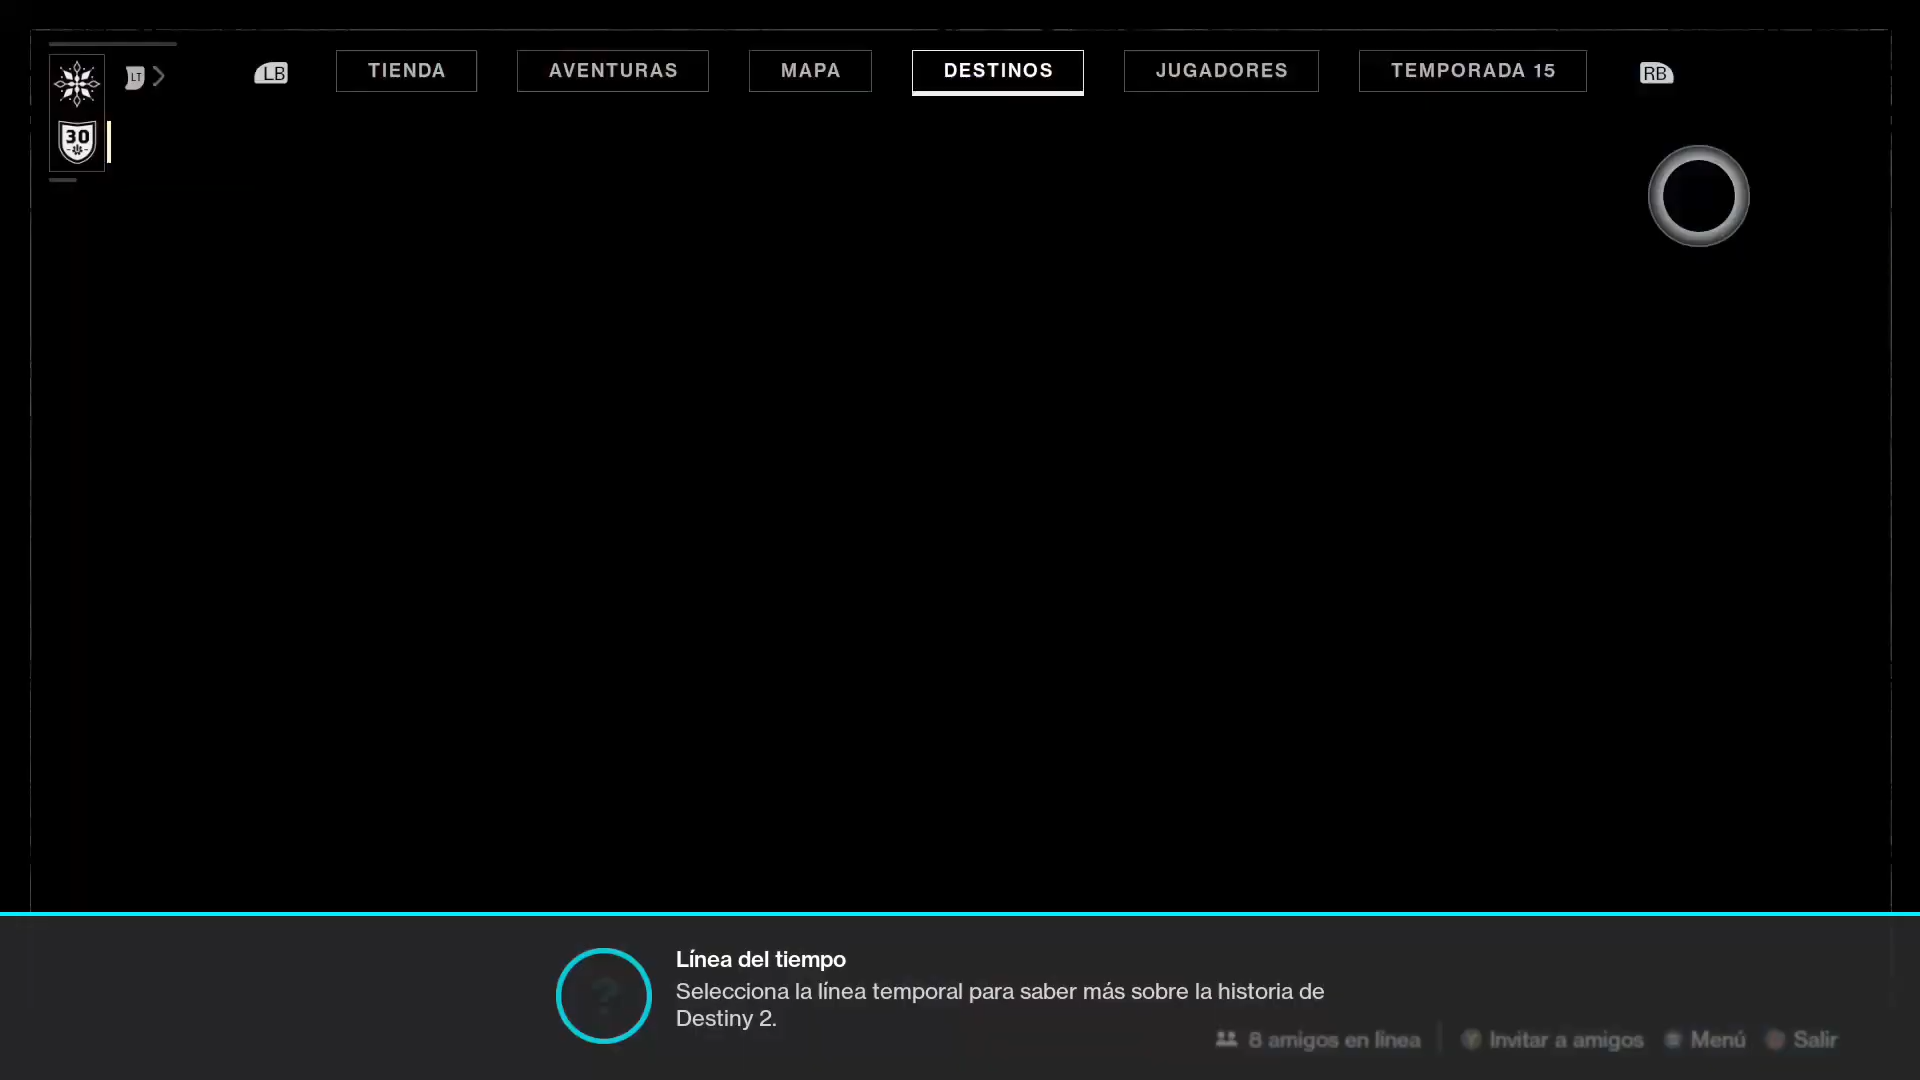 LT
LB
TIENDA
AVENTURAS
MAPA
DESTINOS
JUGADORES
TEMPORADA 15
RB
30
Línea del tiempo
Selecciona la línea temporal para saber más sobre la historia de
Destiny 2.
?
8 amigos en línea
Y Invitar a amigos
Menú
Salir